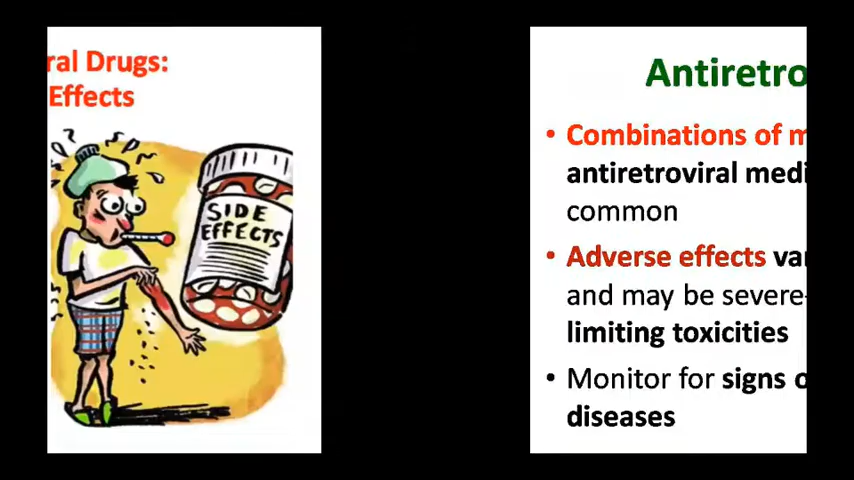 ral Drugs:
Effects
SIDE
EFFECTS
Antiretro
• Combinations of m
antiretroviral medi
common
• Adverse effects va
and may be severe-
limiting toxicities
• Monitor for signs o
diseases